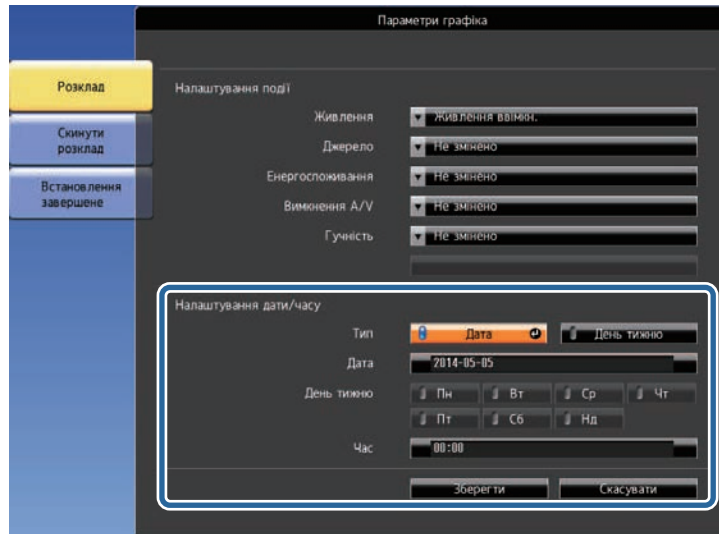 Параметри графіка
Розклад
Скинути
розклад
Встановлення
завершене
Налаштування події
Живлення Живлення ввімкн.
Джерело Не змінено
Енергоспоживання Не змінено
Вимкнення A/V Не змінено
Гучність Не змінено
Налаштування дати/часу
Тип Дата День тижню
Дата 2014-05-05
День тижню Пн Вт Ср Чт
Пт Сб Нд
Час 00:00
Зберегти Скасувати